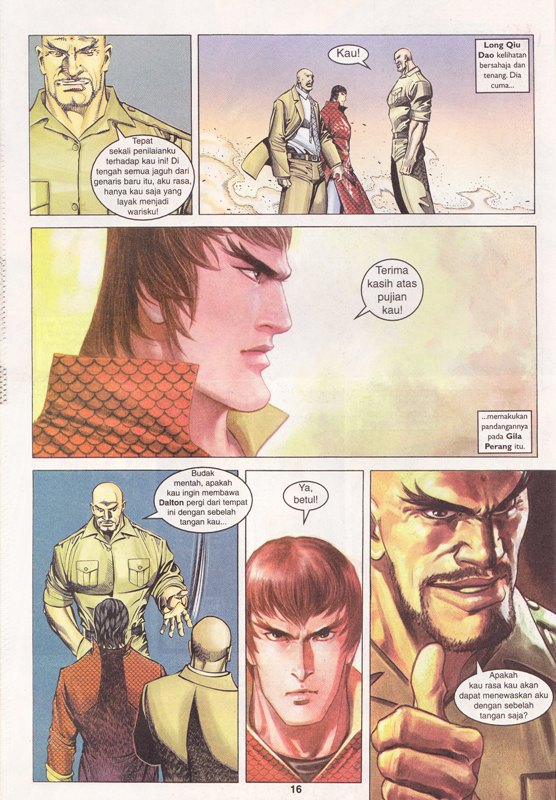 Tepat
sekali penilaianku
terhadap kau ini! Di
tengah semua jaguh dari
genaris baru itu, aku rasa,
hanya kau saja yang
layak menjadi
warisku!
Kau!
Long Qiu
Dao kelihatan
bersahaja dan
tenang. Dia
cuma...
Terima
kasih atas
pujian
kau!
...memakukan
pandangannya
pada Gila
Perang itu.
Budak
mentah, apakah
kau ingin membawa
Dalton pergi dari tempat
ini dengan sebelah
tangan kau...
Ya,
betul!
Apakah
kau rasa kau akan
dapat menewaskan aku
dengan sebelah
tangan saja?
16